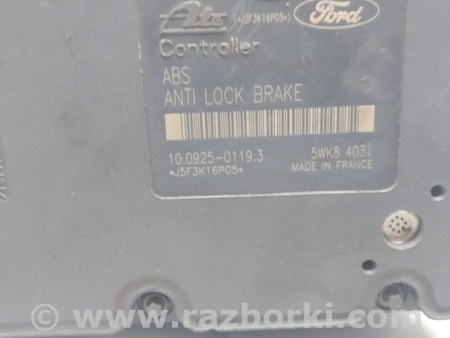 Ate (*J5F3K16P05*) Ford
Controller
ABS
ANTI LOCK BRAKE
10.0925-0119.3 5WK8 4031
*J5F3K16P05* MADE IN FRANCE
www.razborki.com